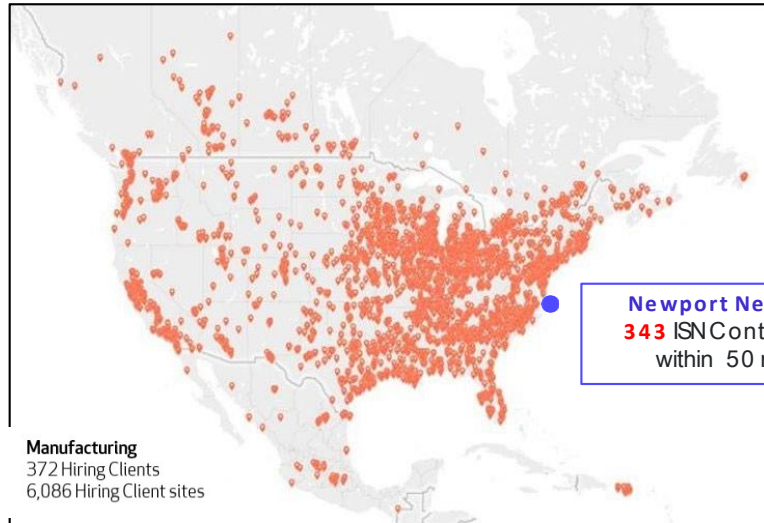 Newport Ne
343 ISN Cont
within 50
Manufacturing
372 Hiring Clients
6,086 Hiring Client sites